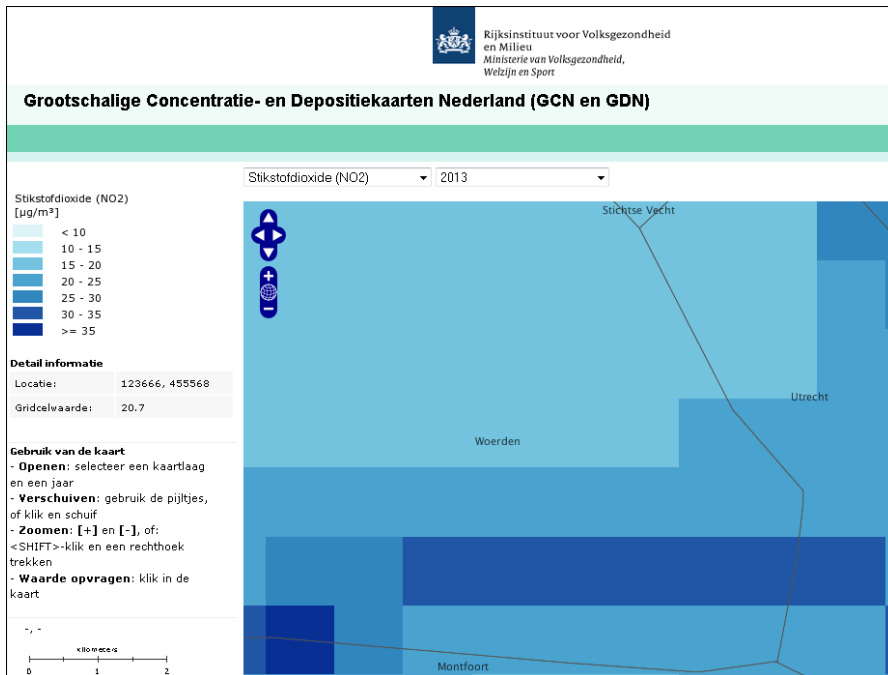 Rijksinstituut voor Volksgezondheid
en Milieu
Ministerie van Volksgezondheid,
Welzijn en Sport
Grootschalige Concentratie- en Depositiekaarten Nederland (GCN en GDN)
Stikstofdioxide (NO2) 2013
Stikstofdioxide (NO2)
[µg/m³]
< 10
10 - 15
15 - 20
20 - 25
25 - 30
30 - 35
>= 35
Detail informatie
Locatie: 123666, 455568
Gridcelwaarde: 20.7
Gebruik van de kaart
- Openen: selecteer een kaartlaag
en een jaar
- Verschuiven: gebruik de pijltjes,
of klik en schuif
- Zoomen: [+] en [-], of:
<SHIFT>-klik en een rechthoek
trekken
- Waarde opvragen: klik in de
kaart
-, -
kilometers
0 1 2
Stichtse Vecht
Utrecht
Woerden
Montfoort